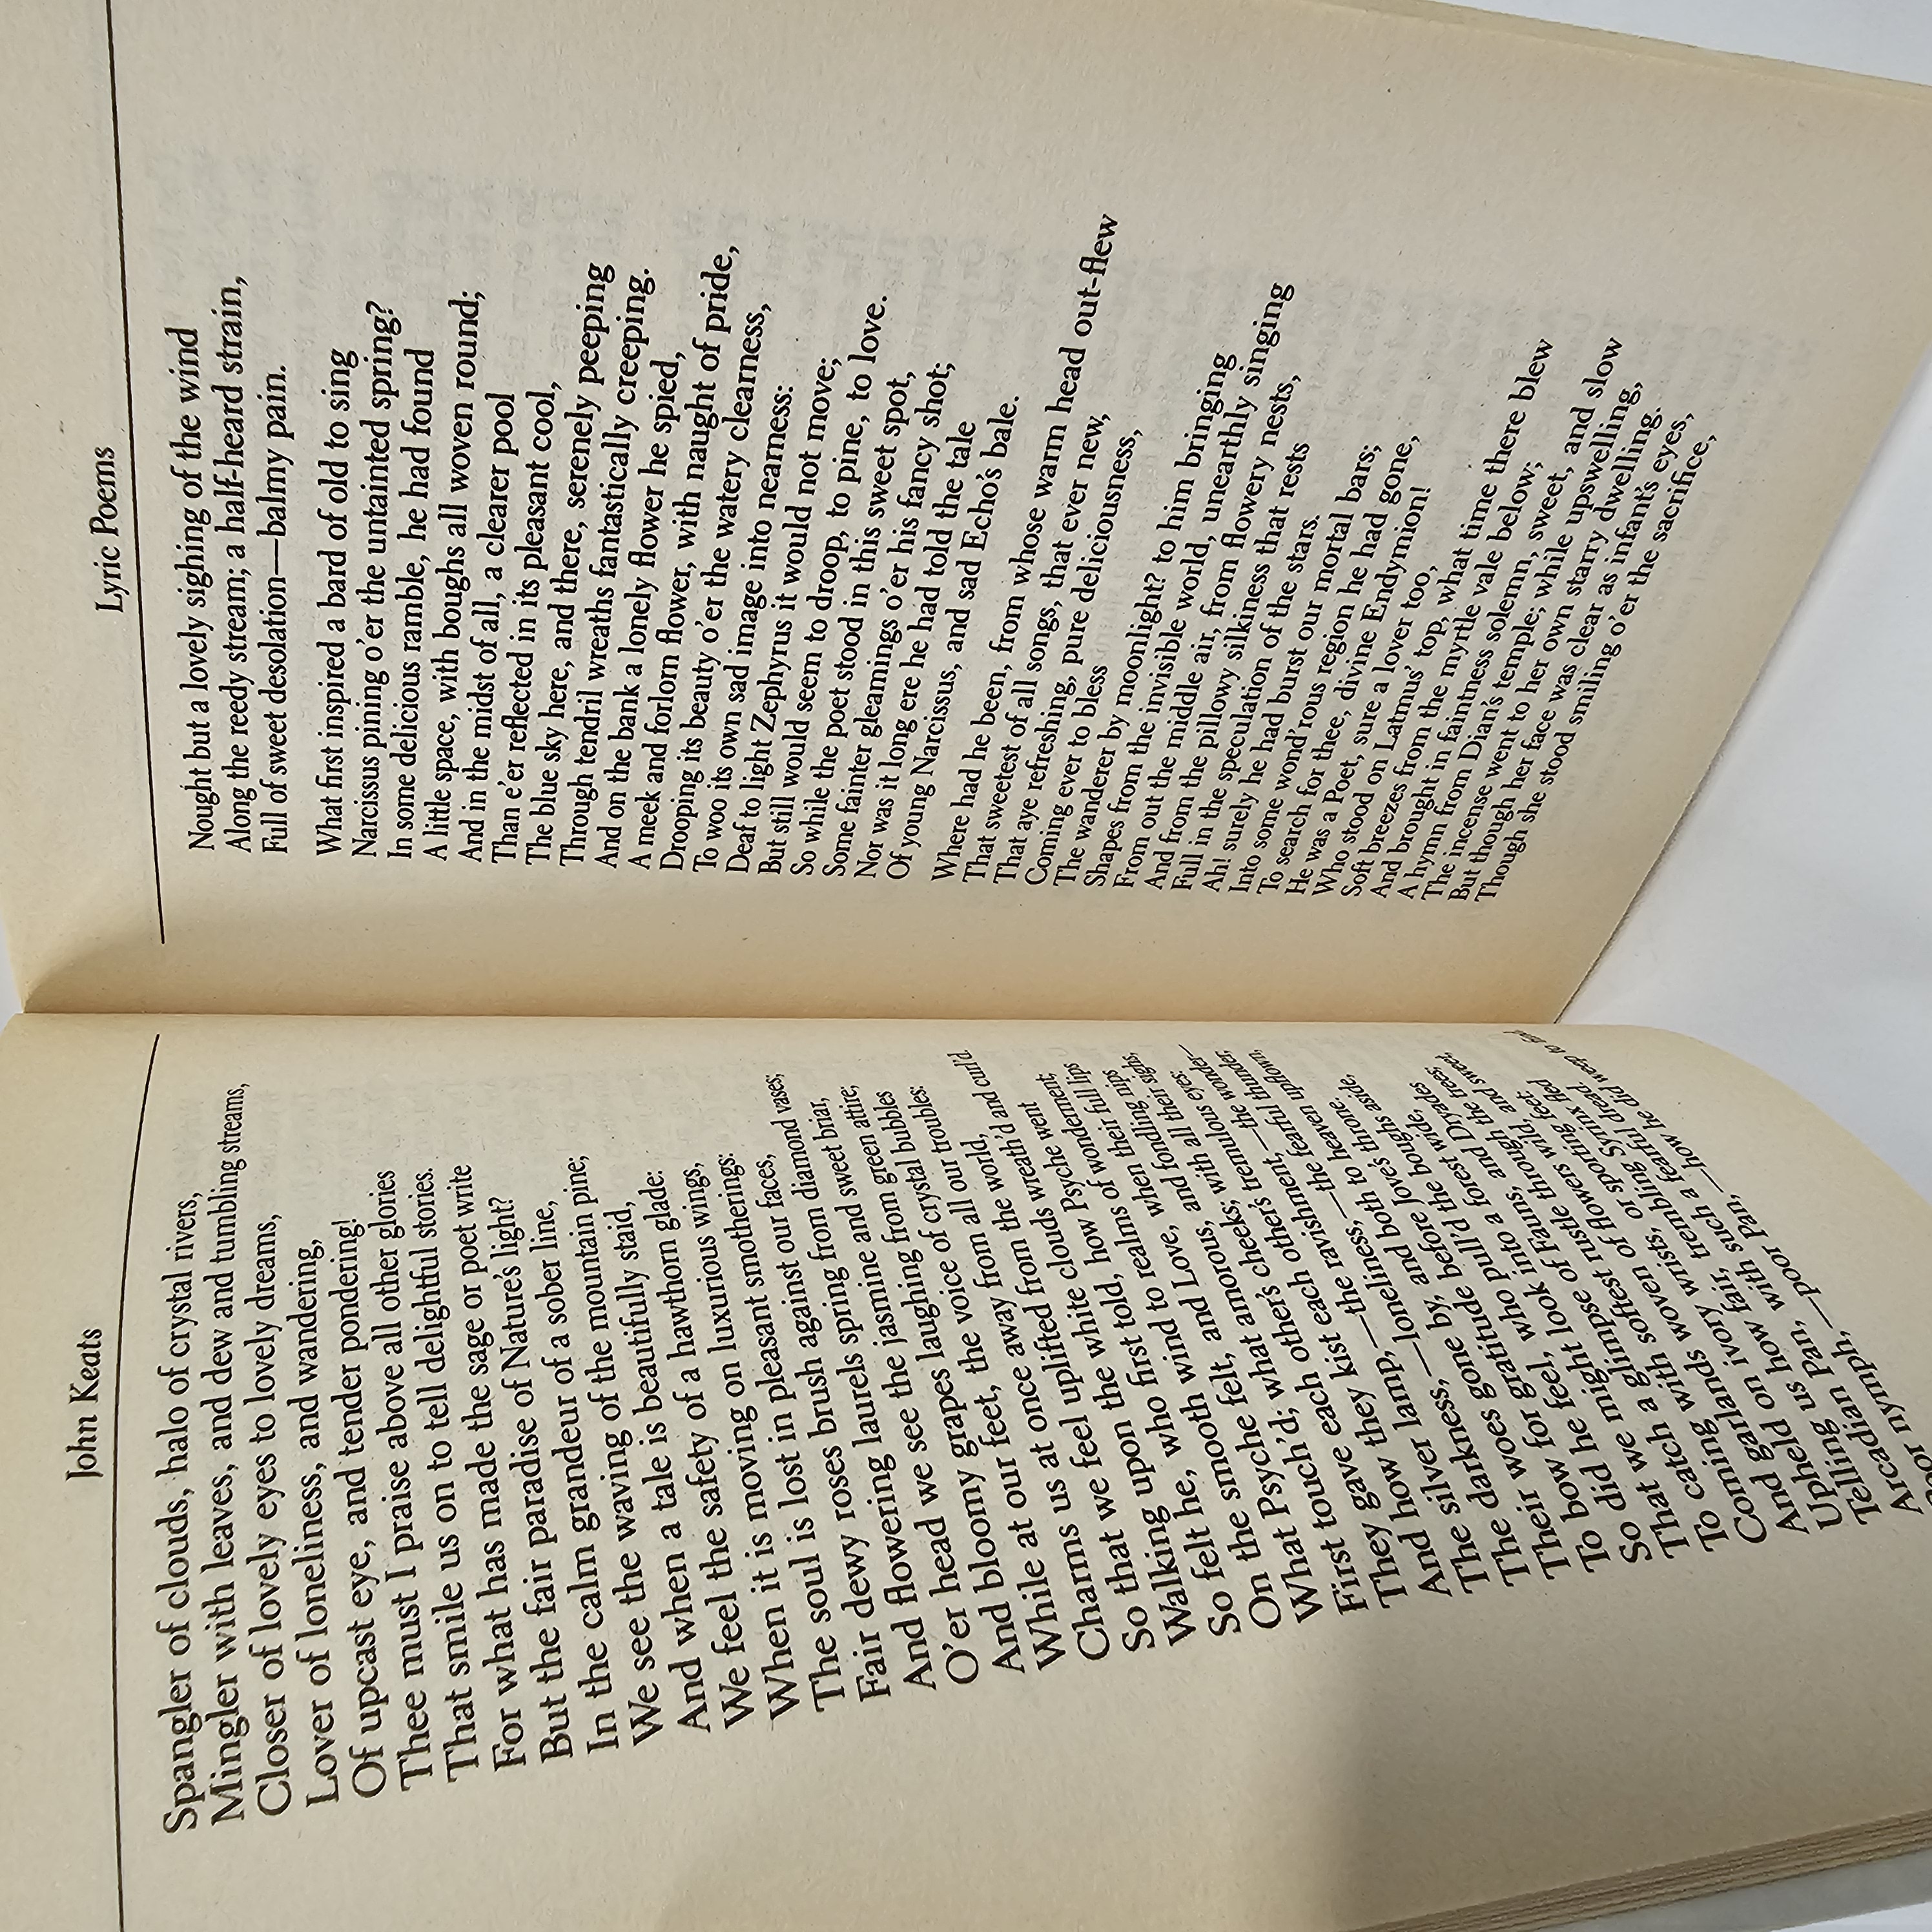 John Keats
Spangler of clouds, halo of crystal rivers,
Mingler with leaves, and dew and tumbling streams,
Closer of lovely eyes to lovely dreams,
Lover of loneliness, and wandering,
Of upcast eye, and tender pondering!
Thee must I praise above all other glories
That smile us on to tell delightful stories.
For what has made the sage or poet write
But the fair paradise of Nature's light?
In the calm grandeur of a sober line,
We see the waving of the mountain pine;
And when a tale is beautifully staid,
We feel the safety of a hawthorn glade:
When it is moving on luxurious wings,
The soul is lost in pleasant smotherings:
Fair dewy roses brush against our faces,
And flowering laurels spring from diamond vases;
O'er head we see the jasmine and sweet briar,
And bloomy grapes laughing from green attire;
While at our feet, the voice of crystal bubbles
Charms us at once away from all our troubles:
So that we feel uplifted from the world,
Walking upon the white clouds wreath'd and curl'd.
So felt he, who first told, how Psyche went
On the smooth wind to realms of wonderment;
What Psyche felt, and Love, when their full lips
First touch'd; what amorous, and fondling nips
They gave each other's cheeks; with all their sighs,
And how they kist each other's tremulous eyes:
The silver lamp,—the ravishment,—the wonder—
The darkness,—loneliness,—the fearful thunder;
Their woes gone by, and both to heaven upflown,
To bow for gratitude before Jove's throne.
So did he feel, who pull'd the boughs aside,
That we might look into a forest wide,
To catch a glimpse of Fauns, and Dryades
Coming with softest rustle through the trees;
And garlands woven of flowers wild, and sweet,
Upheld on ivory wrists, or sporting feet:
Telling us how fair, trembling Syrinx fled
Arcadian Pan, with such a fearful dread.
Poor nymph,—poor Pan,—how he did weep to find
Lyric Poems
Nought but a lovely sighing of the wind
Along the reedy stream; a half-heard strain,
Full of sweet desolation—balmy pain.
What first inspired a bard of old to sing
Narcissus pining o'er the untainted spring?
In some delicious ramble, he had found
A little space, with boughs all woven round;
And in the midst of all, a clearer pool
Than e'er reflected in its pleasant cool,
The blue sky here, and there, serenely peeping
Through tendril wreaths fantastically creeping.
And on the bank a lonely flower he spied,
A meek and forlorn flower, with naught of pride,
Drooping its beauty o'er the watery clearness,
To woo its own sad image into nearness:
Deaf to light Zephyrus it would not move;
But still would seem to droop, to pine, to love.
So while the poet stood in this sweet spot,
Some fainter gleamings o'er his fancy shot;
Nor was it long ere he had told the tale
Of young Narcissus, and sad Echo's bale.
Where had he been, from whose warm head out-flew
That sweetest of all songs, that ever new,
That aye refreshing, pure deliciousness,
Coming ever to bless
The wanderer by moonlight? to him bringing
Shapes from the invisible world, unearthly singing
From out the middle air, from flowery nests,
And from the pillowy silkiness that rests
Full in the speculation of the stars.
Ah! surely he had burst our mortal bars;
Into some wond'rous region he had gone,
To search for thee, divine Endymion!
He was a Poet, sure a lover too,
Who stood on Latmus' top, what time there blew
Soft breezes from the myrtle vale below;
And brought in faintness solemn, sweet, and slow
A hymn from Dian's temple; while upswelling,
The incense went to her own starry dwelling.
But though her face was clear as infant's eyes,
Though she stood smiling o'er the sacrifice,